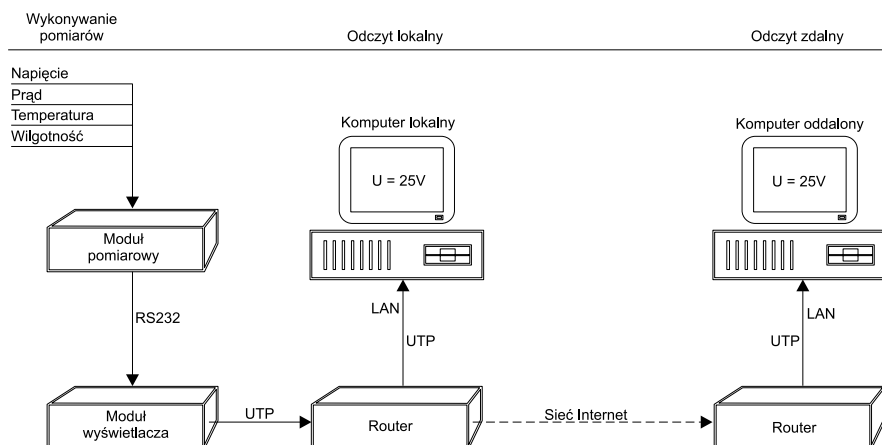 Wykonywanie
pomiarów
Odczyt lokalny
Odczyt zdalny
Napięcie
Prąd
Temperatura
Wilgotność
Komputer lokalny
Komputer oddalony
U = 25V
U = 25V
Moduł
pomiarowy
RS232
LAN
UTP
LAN
UTP
Moduł
wyświetlacza
UTP
Router
Sieć Internet
Router